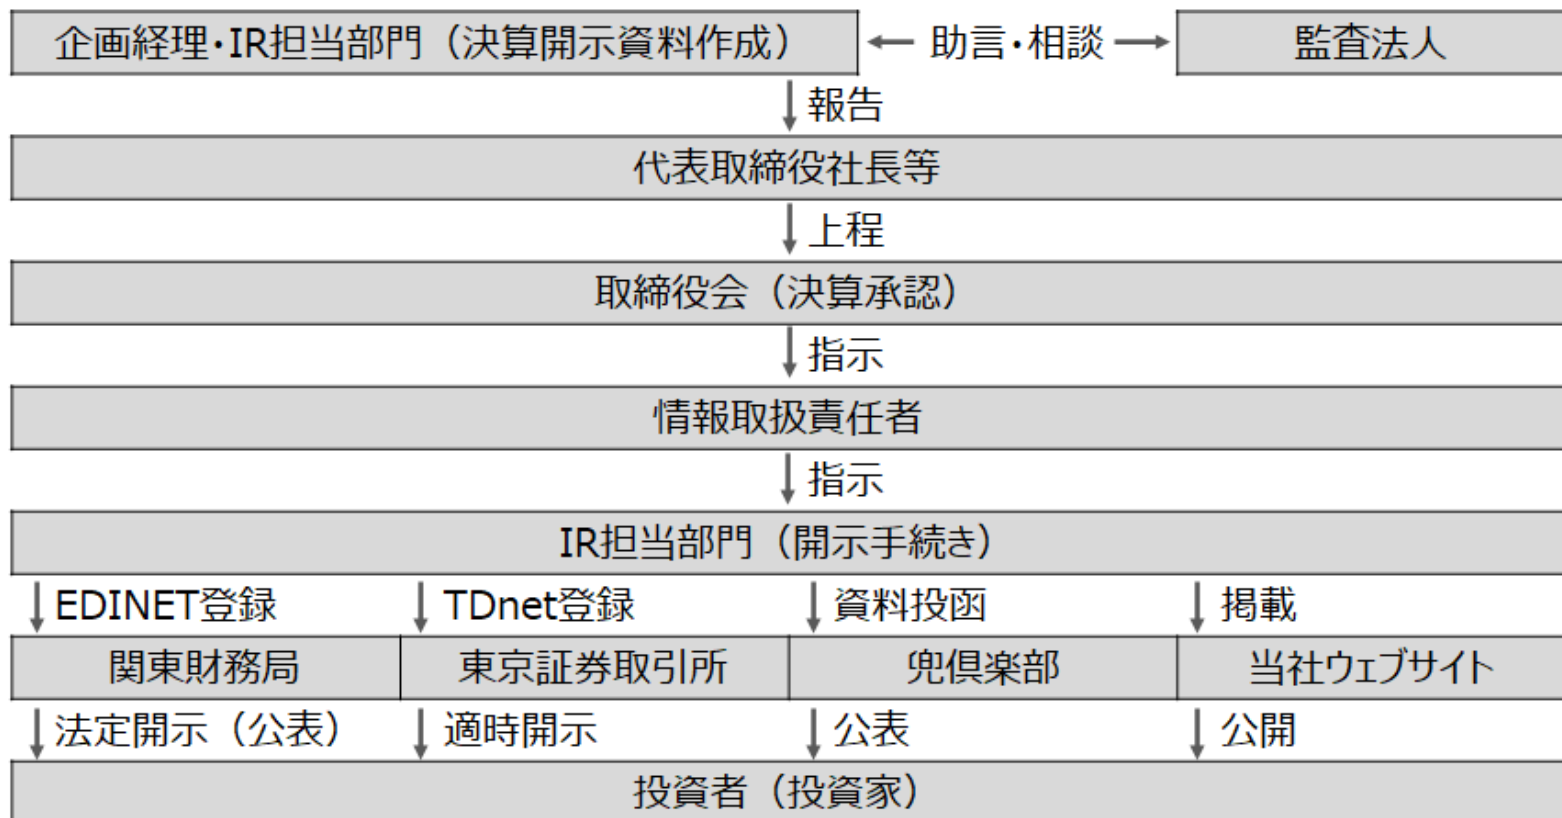 企画経理・IR担当部門（決算開示資料作成） 助言・相談 監査法人
報告
代表取締役社長等
上程
取締役会（決算承認）
指示
情報取扱責任者
指示
IR担当部門（開示手続き）
EDINET登録 TDnet登録 資料投函 掲載
関東財務局 東京証券取引所 兜倶楽部 当社ウェブサイト
法定開示（公表） 適時開示 公表 公開
投資者（投資家）